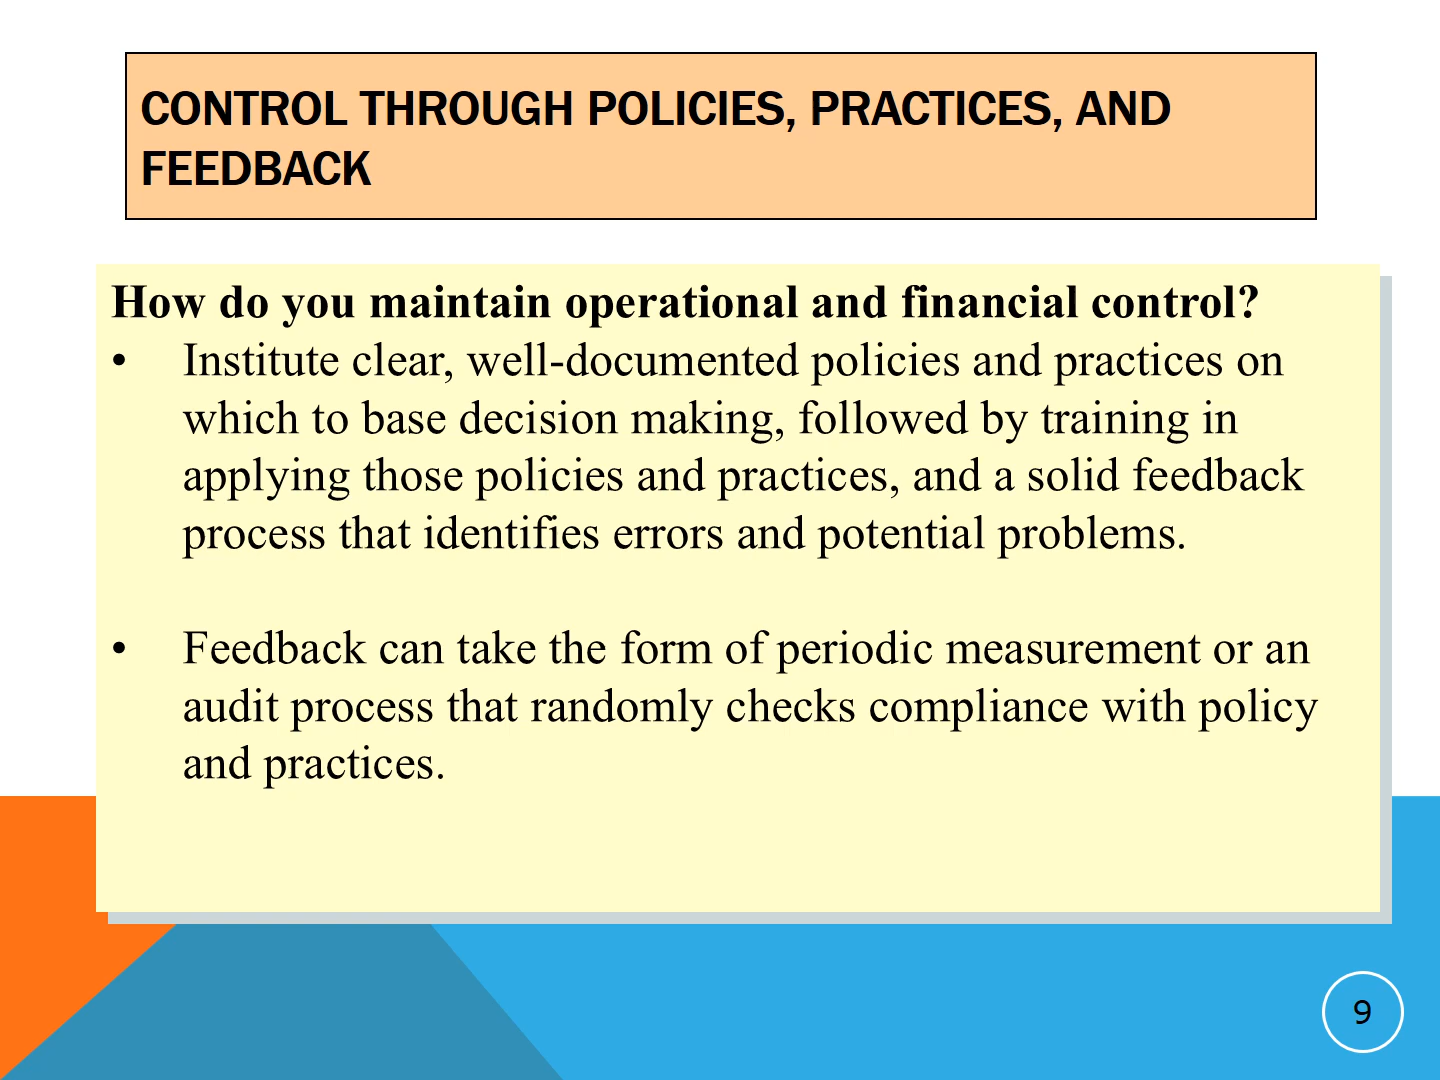 CONTROL THROUGH POLICIES, PRACTICES, AND
FEEDBACK
How do you maintain operational and financial control?
• Institute clear, well-documented policies and practices on
which to base decision making, followed by training in
applying those policies and practices, and a solid feedback
process that identifies errors and potential problems.
• Feedback can take the form of periodic measurement or an
audit process that randomly checks compliance with policy
and practices.
9